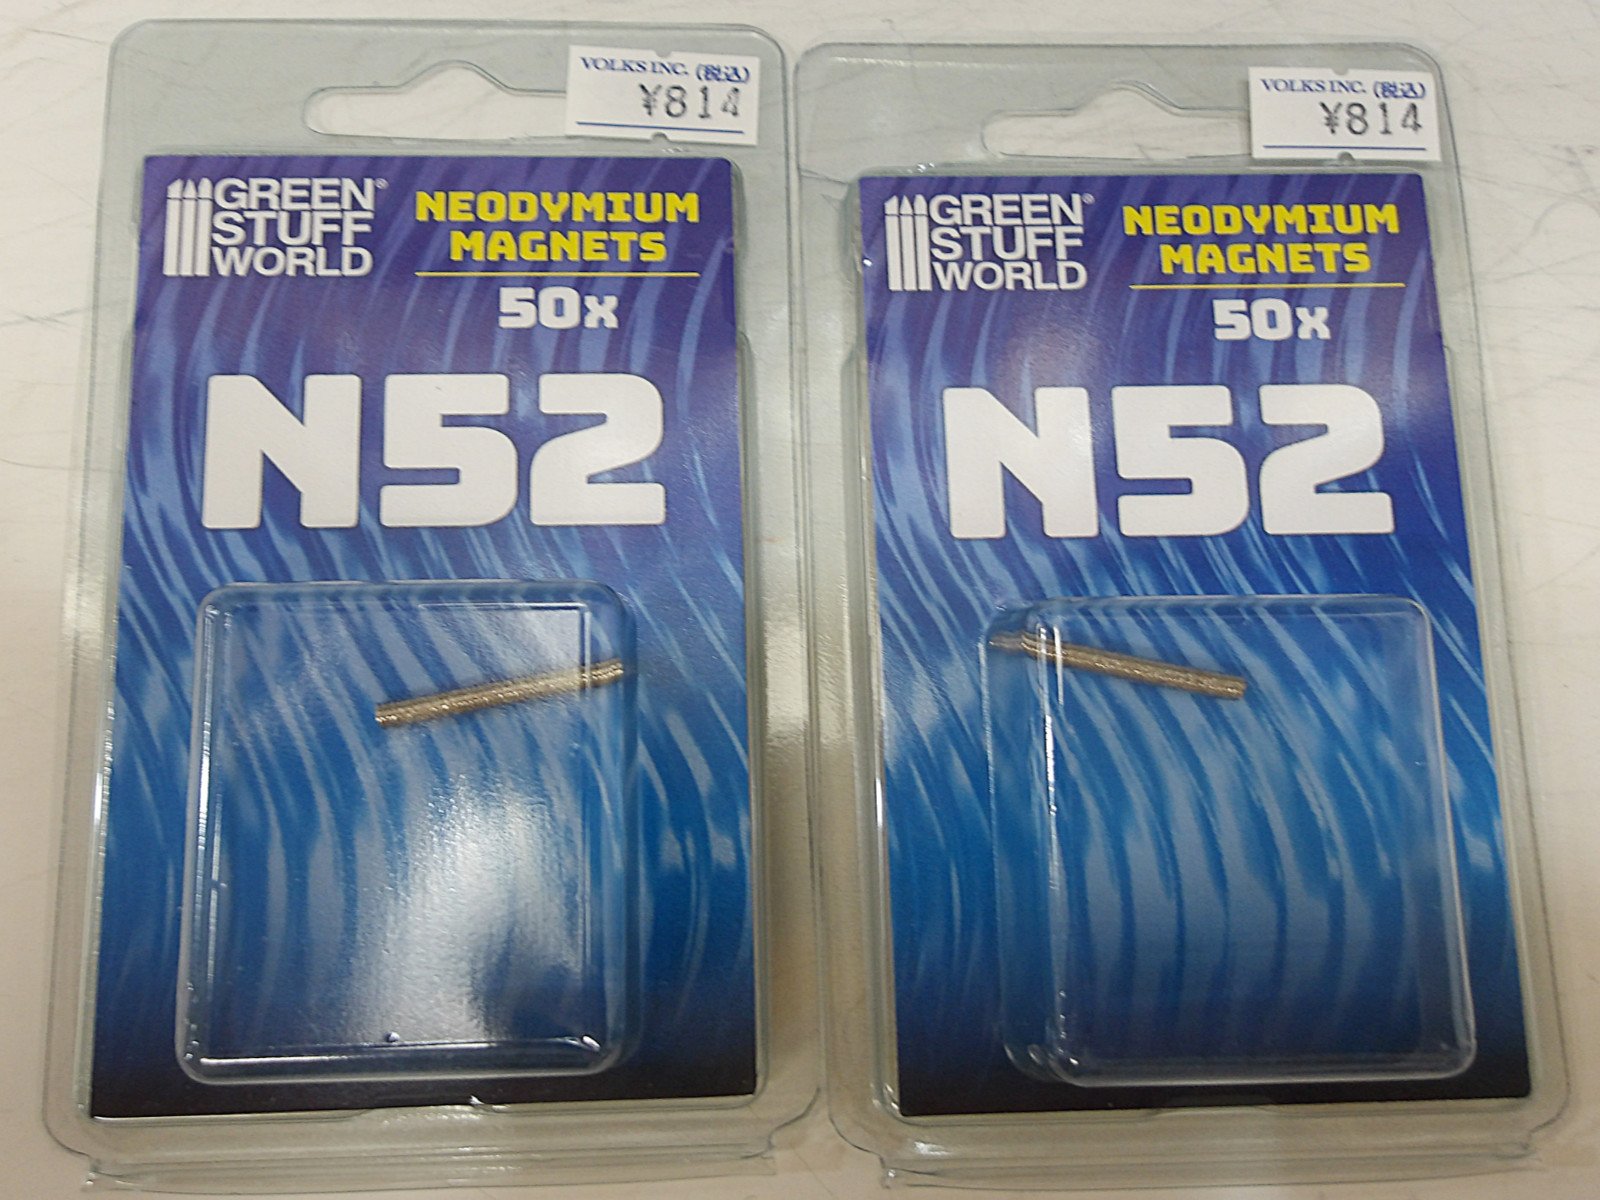 VOLKS INC. (税込)
¥814
GREEN
STUFF
WORLD
NEODYMIUM
MAGNETS
50x
N52
VOLKS INC. (税込)
¥814
GREEN
STUFF
WORLD
NEODYMIUM
MAGNETS
50x
N52